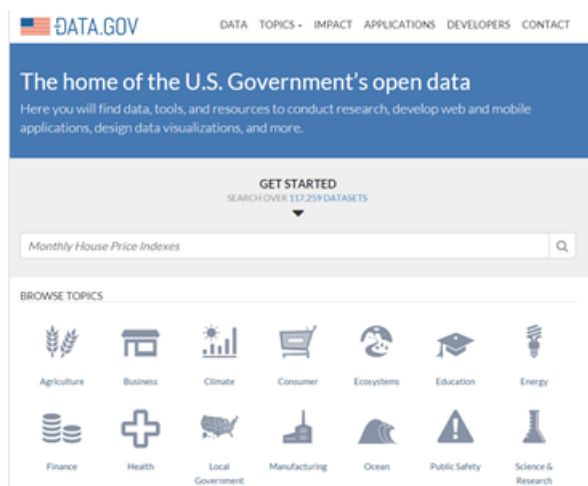 DATA.GOV
DATA TOPICS IMPACT APPLICATIONS DEVELOPERS CONTACT
The home of the U.S. Government's open data
Here you will find data, tools, and resources to conduct research, develop web and mobile
applications, design data visualizations, and more.
GET STARTED
SEARCH OVER 117,259 DATASETS
Monthly House Price Indexes
BROWSE TOPICS
Agriculture Business Climate Consumer Ecosystems Education Energy
Finance Health Local Manufacturing Ocean Public Safety Science &
Government Research